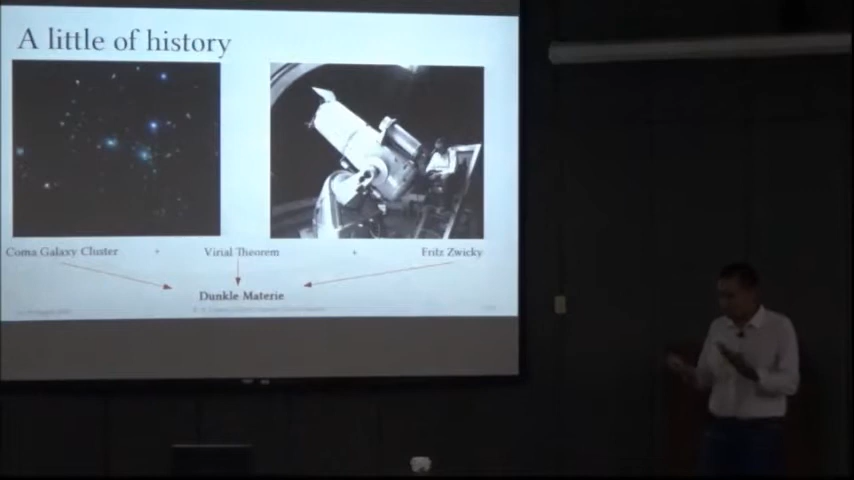 A little of history
Coma Galaxy Cluster + Virial Theorem + Fritz Zwicky
Dunkle Materie